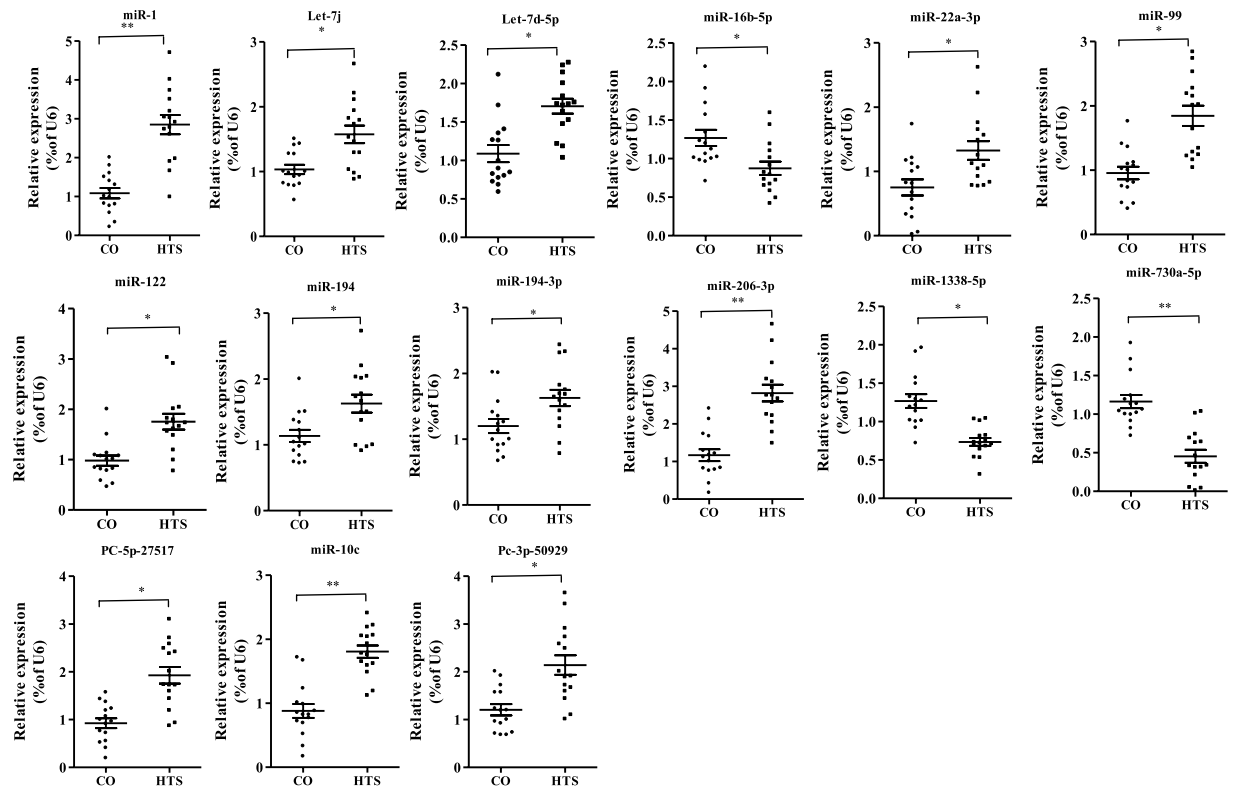 miR-1
**
Relative expression
(%of U6)
5
4
3
2
1
0
CO HTS
Let-7j
*
Relative expression
(%of U6)
3
2
1
0
CO HTS
Let-7d-5p
*
Relative expression
(%of U6)
2.5
2.0
1.5
1.0
0.5
0.0
CO HTS
miR-16b-5p
*
Relative expression
(%of U6)
2.5
2.0
1.5
1.0
0.5
0.0
CO HTS
miR-22a-3p
*
Relative expression
(%of U6)
3
2
1
0
CO HTS
miR-99
*
Relative expression
(%of U6)
3
2
1
0
CO HTS
miR-122
*
Relative expression
(%of U6)
4
3
2
1
0
CO HTS
miR-194
*
Relative expression
(%of U6)
3
2
1
0
CO HTS
miR-194-3p
*
Relative expression
(%of U6)
3
2
1
0
CO HTS
miR-206-3p
**
Relative expression
(%of U6)
5
4
3
2
1
0
CO HTS
miR-1338-5p
*
Relative expression
(%of U6)
2.5
2.0
1.5
1.0
0.5
0.0
CO HTS
miR-730a-5p
**
Relative expression
(%of U6)
2.5
2.0
1.5
1.0
0.5
0.0
CO HTS
PC-5p-27517
*
Relative expression
(%of U6)
4
3
2
1
0
CO HTS
miR-10c
**
Relative expression
(%of U6)
3
2
1
0
CO HTS
Pc-3p-50929
*
Relative expression
(%of U6)
4
3
2
1
0
CO HTS